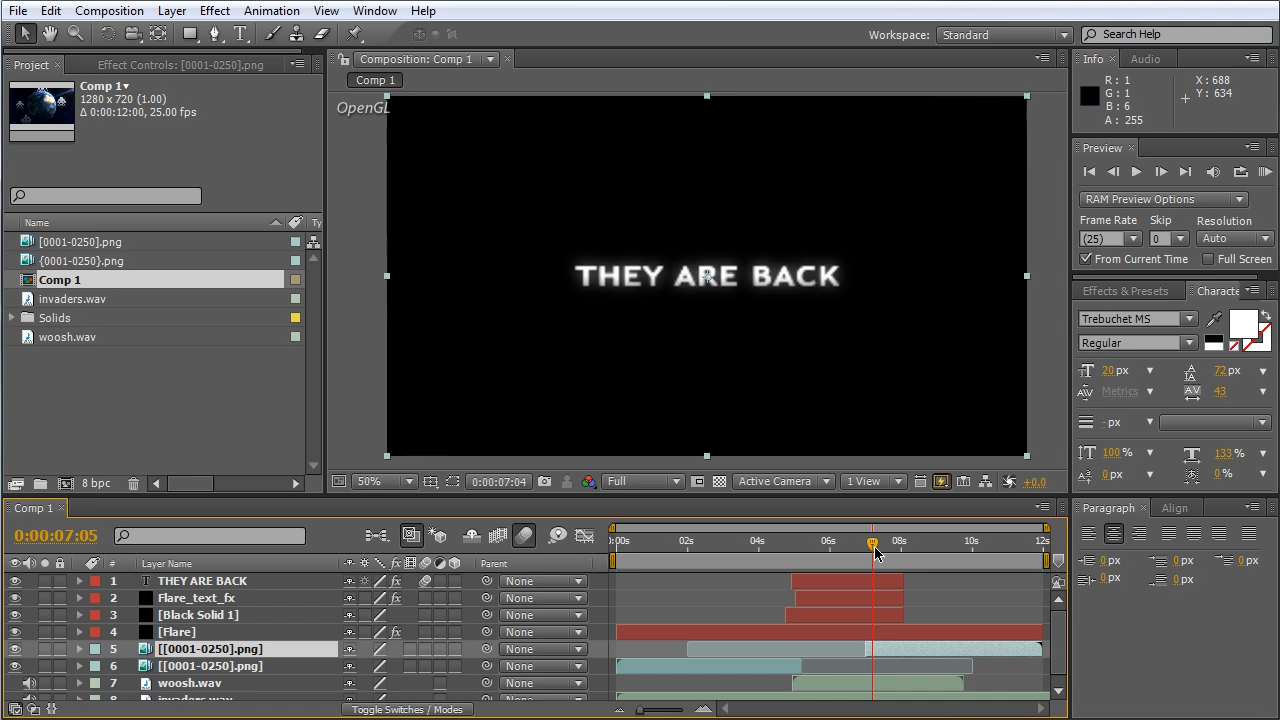 File Edit Composition Layer Effect Animation View Window Help
Workspace: Standard Search Help
Project Effect Controls: [0001-0250].png
Comp 1
1280 x 720 (1.00)
Δ 0:00:12:00, 25.00 fps
Name Ty
[0001-0250].png
{0001-0250}.png
Comp 1
invaders.wav
Solids
woosh.wav
8 bpc
Composition: Comp 1
Comp 1
OpenGL
THEY ARE BACK
50% 0:00:07:04 Full Active Camera 1 View +0.0
Info Audio
R : 1
G : 1
B : 6
A : 255
X : 688
Y : 634
Preview
RAM Preview Options
Frame Rate Skip Resolution
(25) 0 Auto
From Current Time Full Screen
Effects & Presets Characte
Trebuchet MS
Regular
20 px 72 px
Metrics 43
- px
100 % 133 %
0 px 0 %
Paragraph Align
0 px 0 px 0 px
0 px 0 px
Comp 1
0:00:07:05
:00s 02s 04s 06s 08s 10s 12s
# Layer Name fx Parent
1 T THEY ARE BACK fx None
2 Flare_text_fx fx None
3 [Black Solid 1] None
4 [Flare] fx None
5 [[0001-0250].png] None
6 [[0001-0250].png] None
7 woosh.wav None
8 invaders.wav None
Toggle Switches / Modes